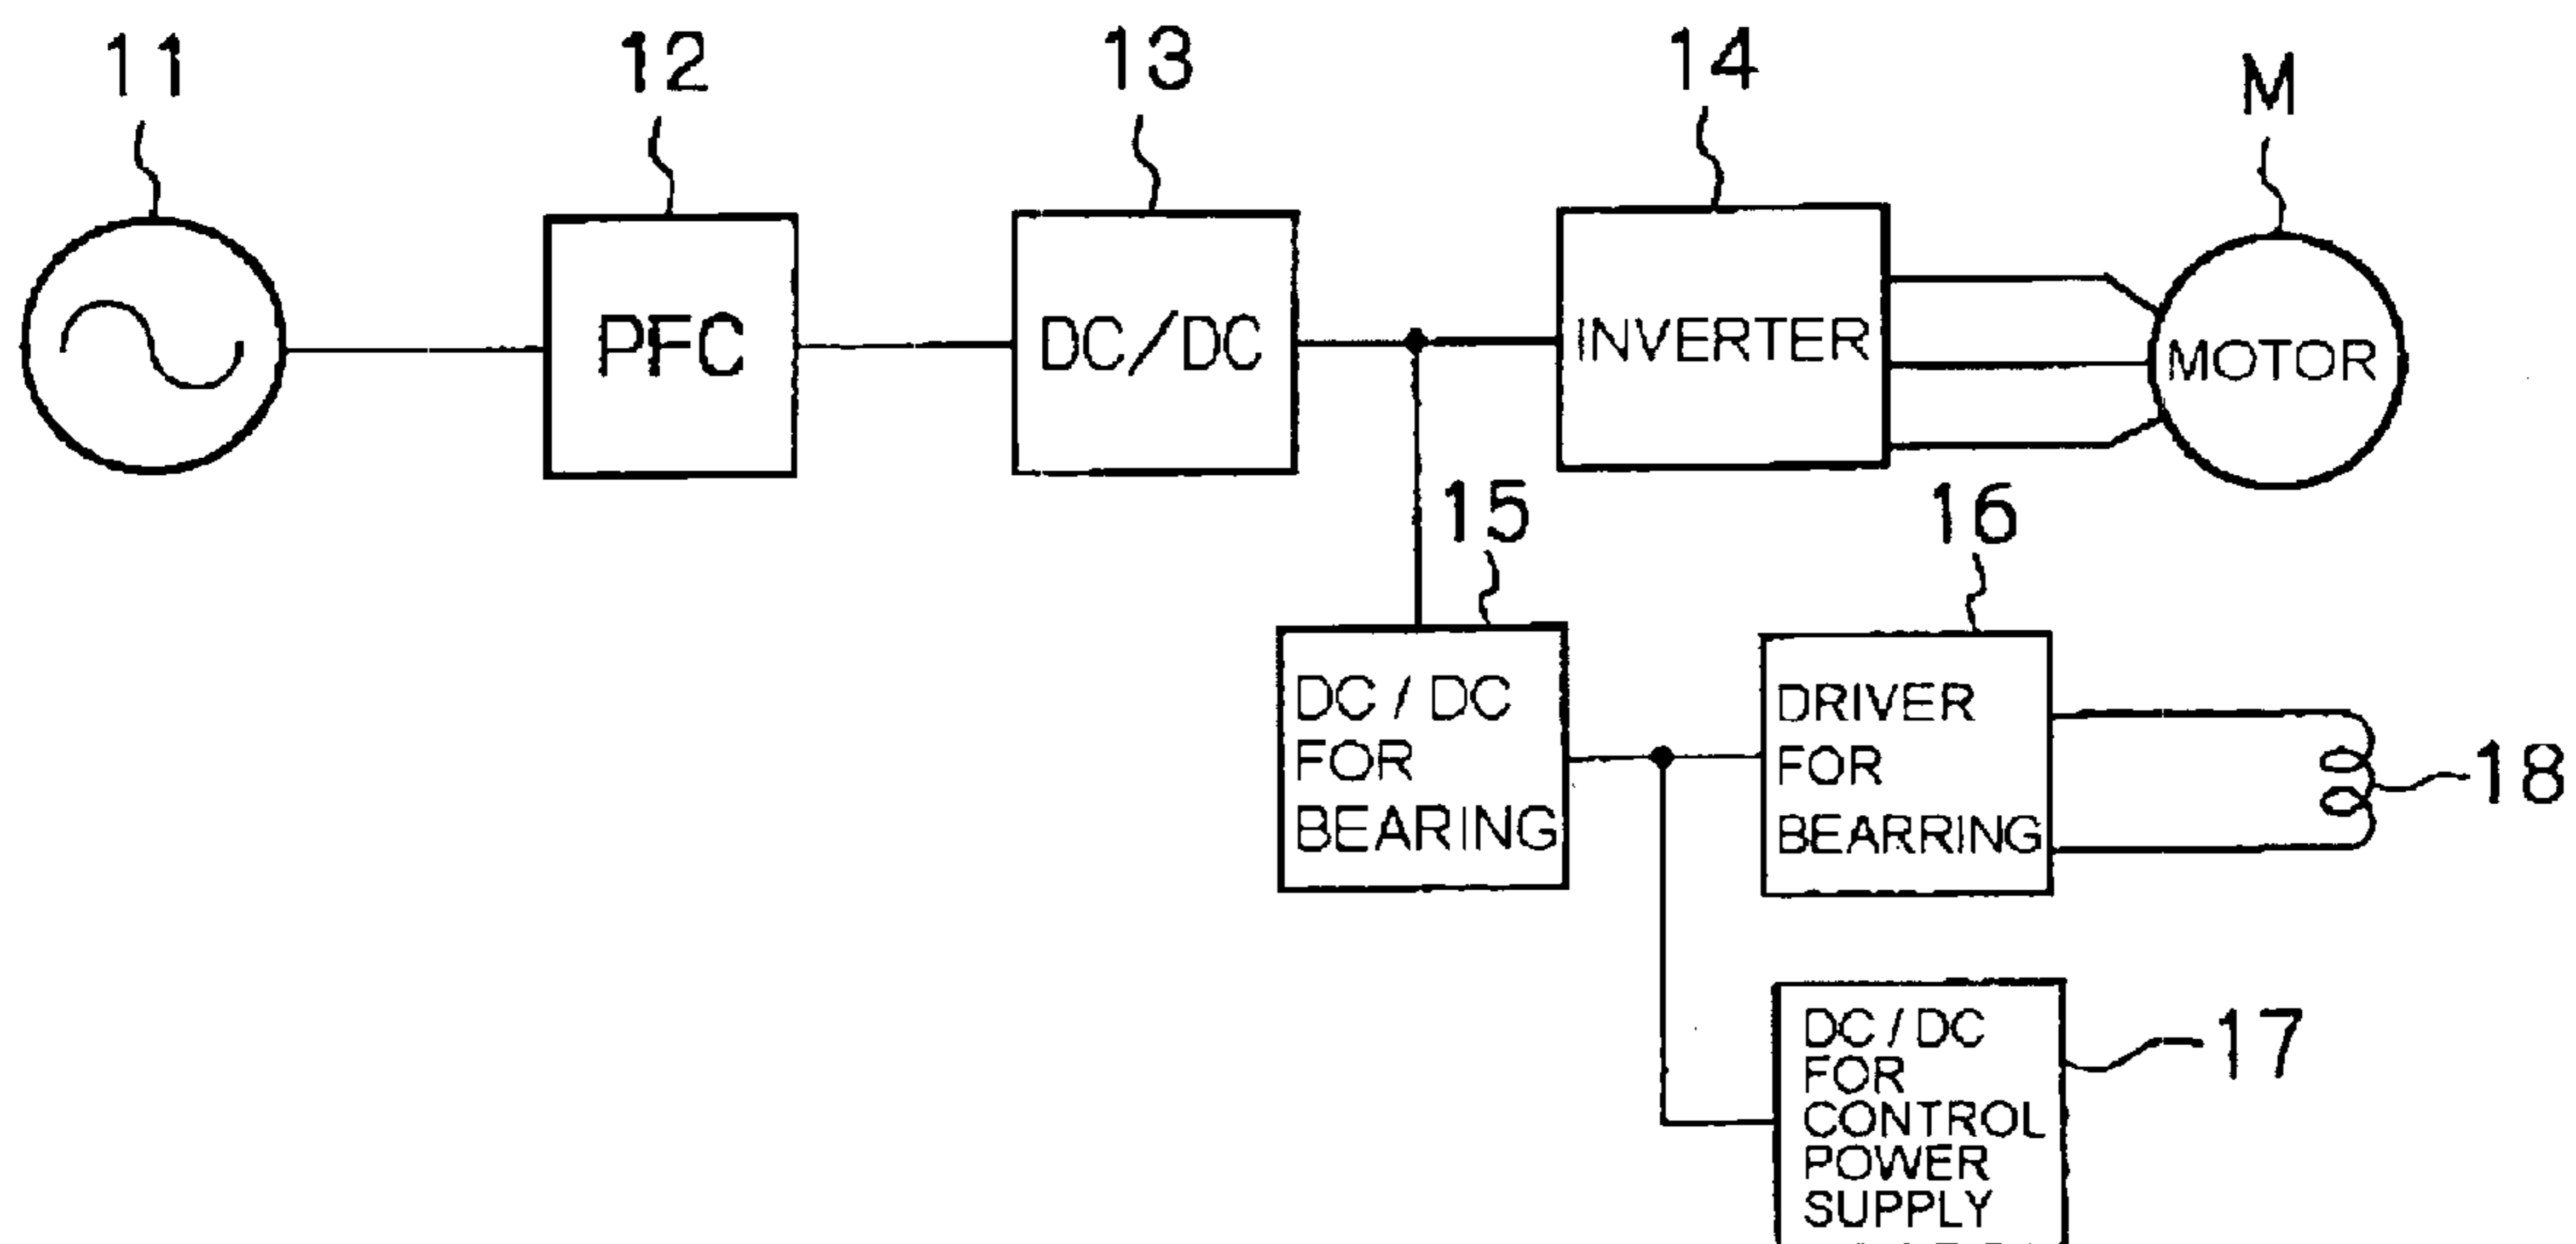 11
12
13
14
M
PFC
DC/DC
INVERTER
MOTOR
15
16
DC / DC
FOR
BEARING
DRIVER
FOR
BEARRING
18
DC / DC
FOR
CONTROL
POWER
SUPPLY
17